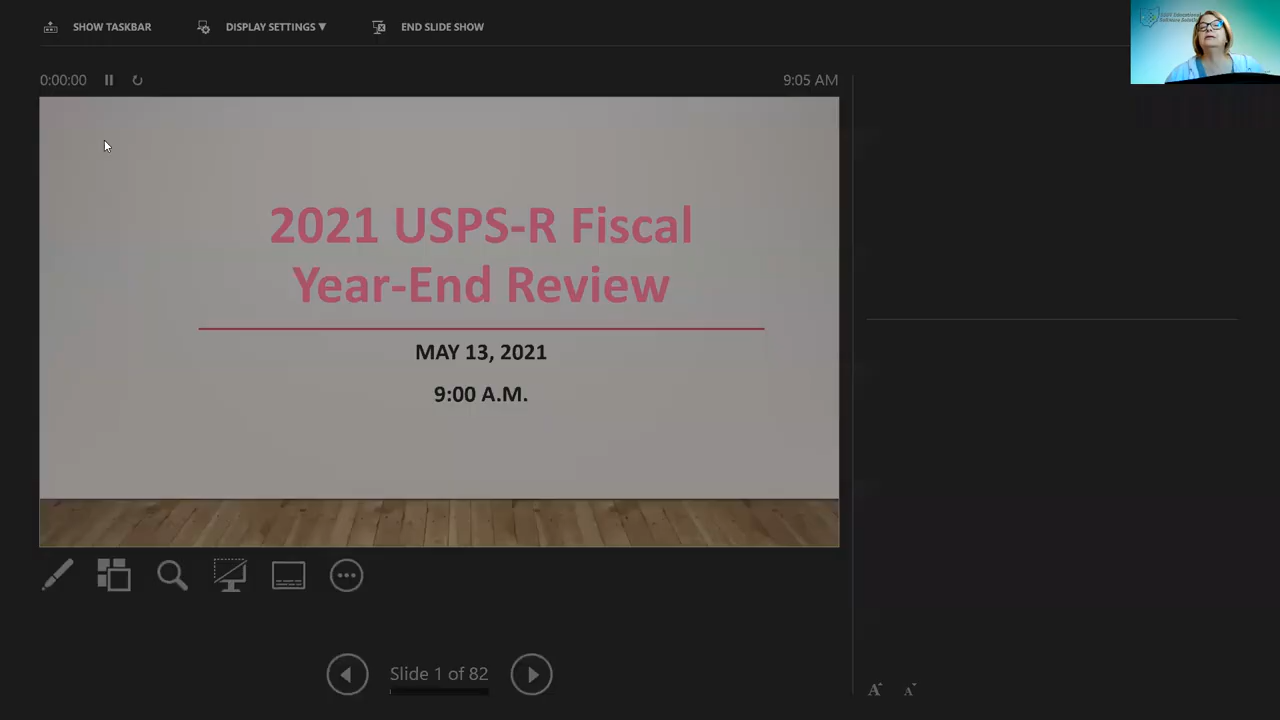 SHOW TASKBAR
DISPLAY SETTINGS ▼
END SLIDE SHOW
0:00:00
9:05 AM
2021 USPS-R Fiscal
Year-End Review
MAY 13, 2021
9:00 A.M.
Slide 1 of 82
A
A